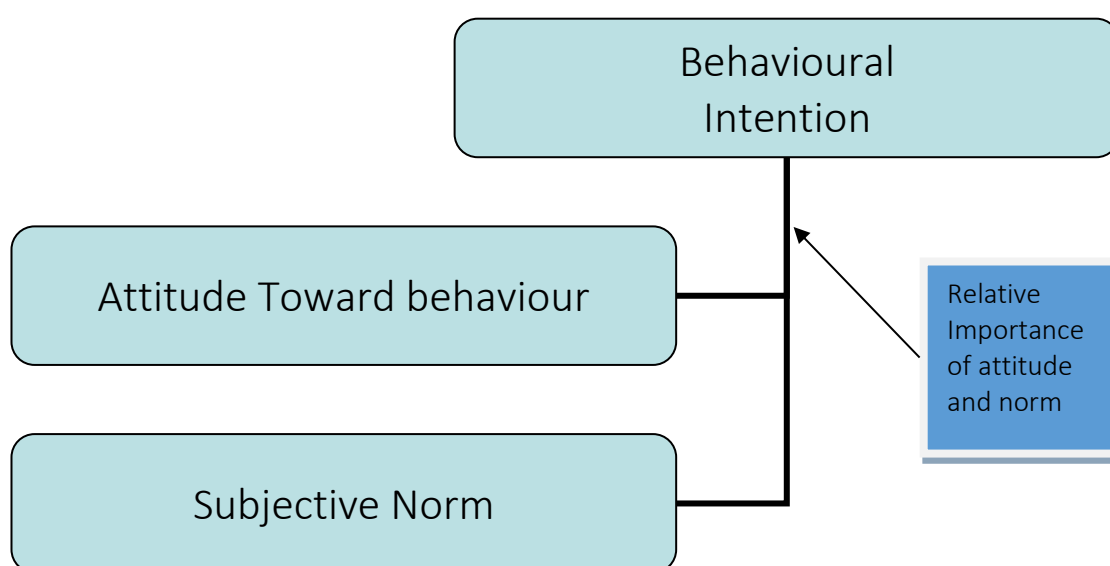 Behavioural
Intention
Attitude Toward behaviour
Relative
Importance
of attitude
and norm
Subjective Norm